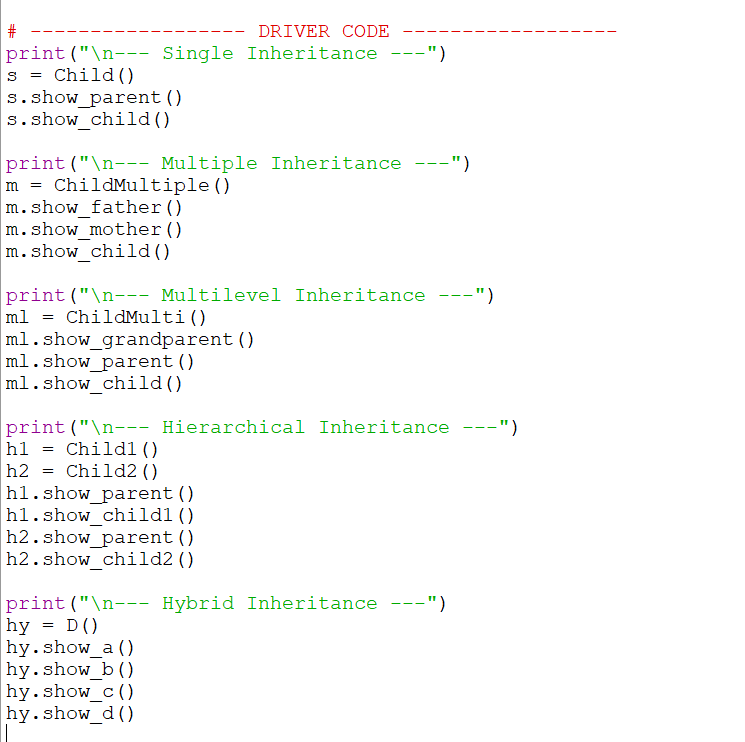 # ------------------ DRIVER CODE ------------------
print("\n--- Single Inheritance ---")
s = Child()
s.show_parent()
s.show_child()
print("\n--- Multiple Inheritance ---")
m = ChildMultiple()
m.show_father()
m.show_mother()
m.show_child()
print("\n--- Multilevel Inheritance ---")
ml = ChildMulti()
ml.show_grandparent()
ml.show_parent()
ml.show_child()
print("\n--- Hierarchical Inheritance ---")
h1 = Child1()
h2 = Child2()
h1.show_parent()
h1.show_child1()
h2.show_parent()
h2.show_child2()
print("\n--- Hybrid Inheritance ---")
hy = D()
hy.show_a()
hy.show_b()
hy.show_c()
hy.show_d()